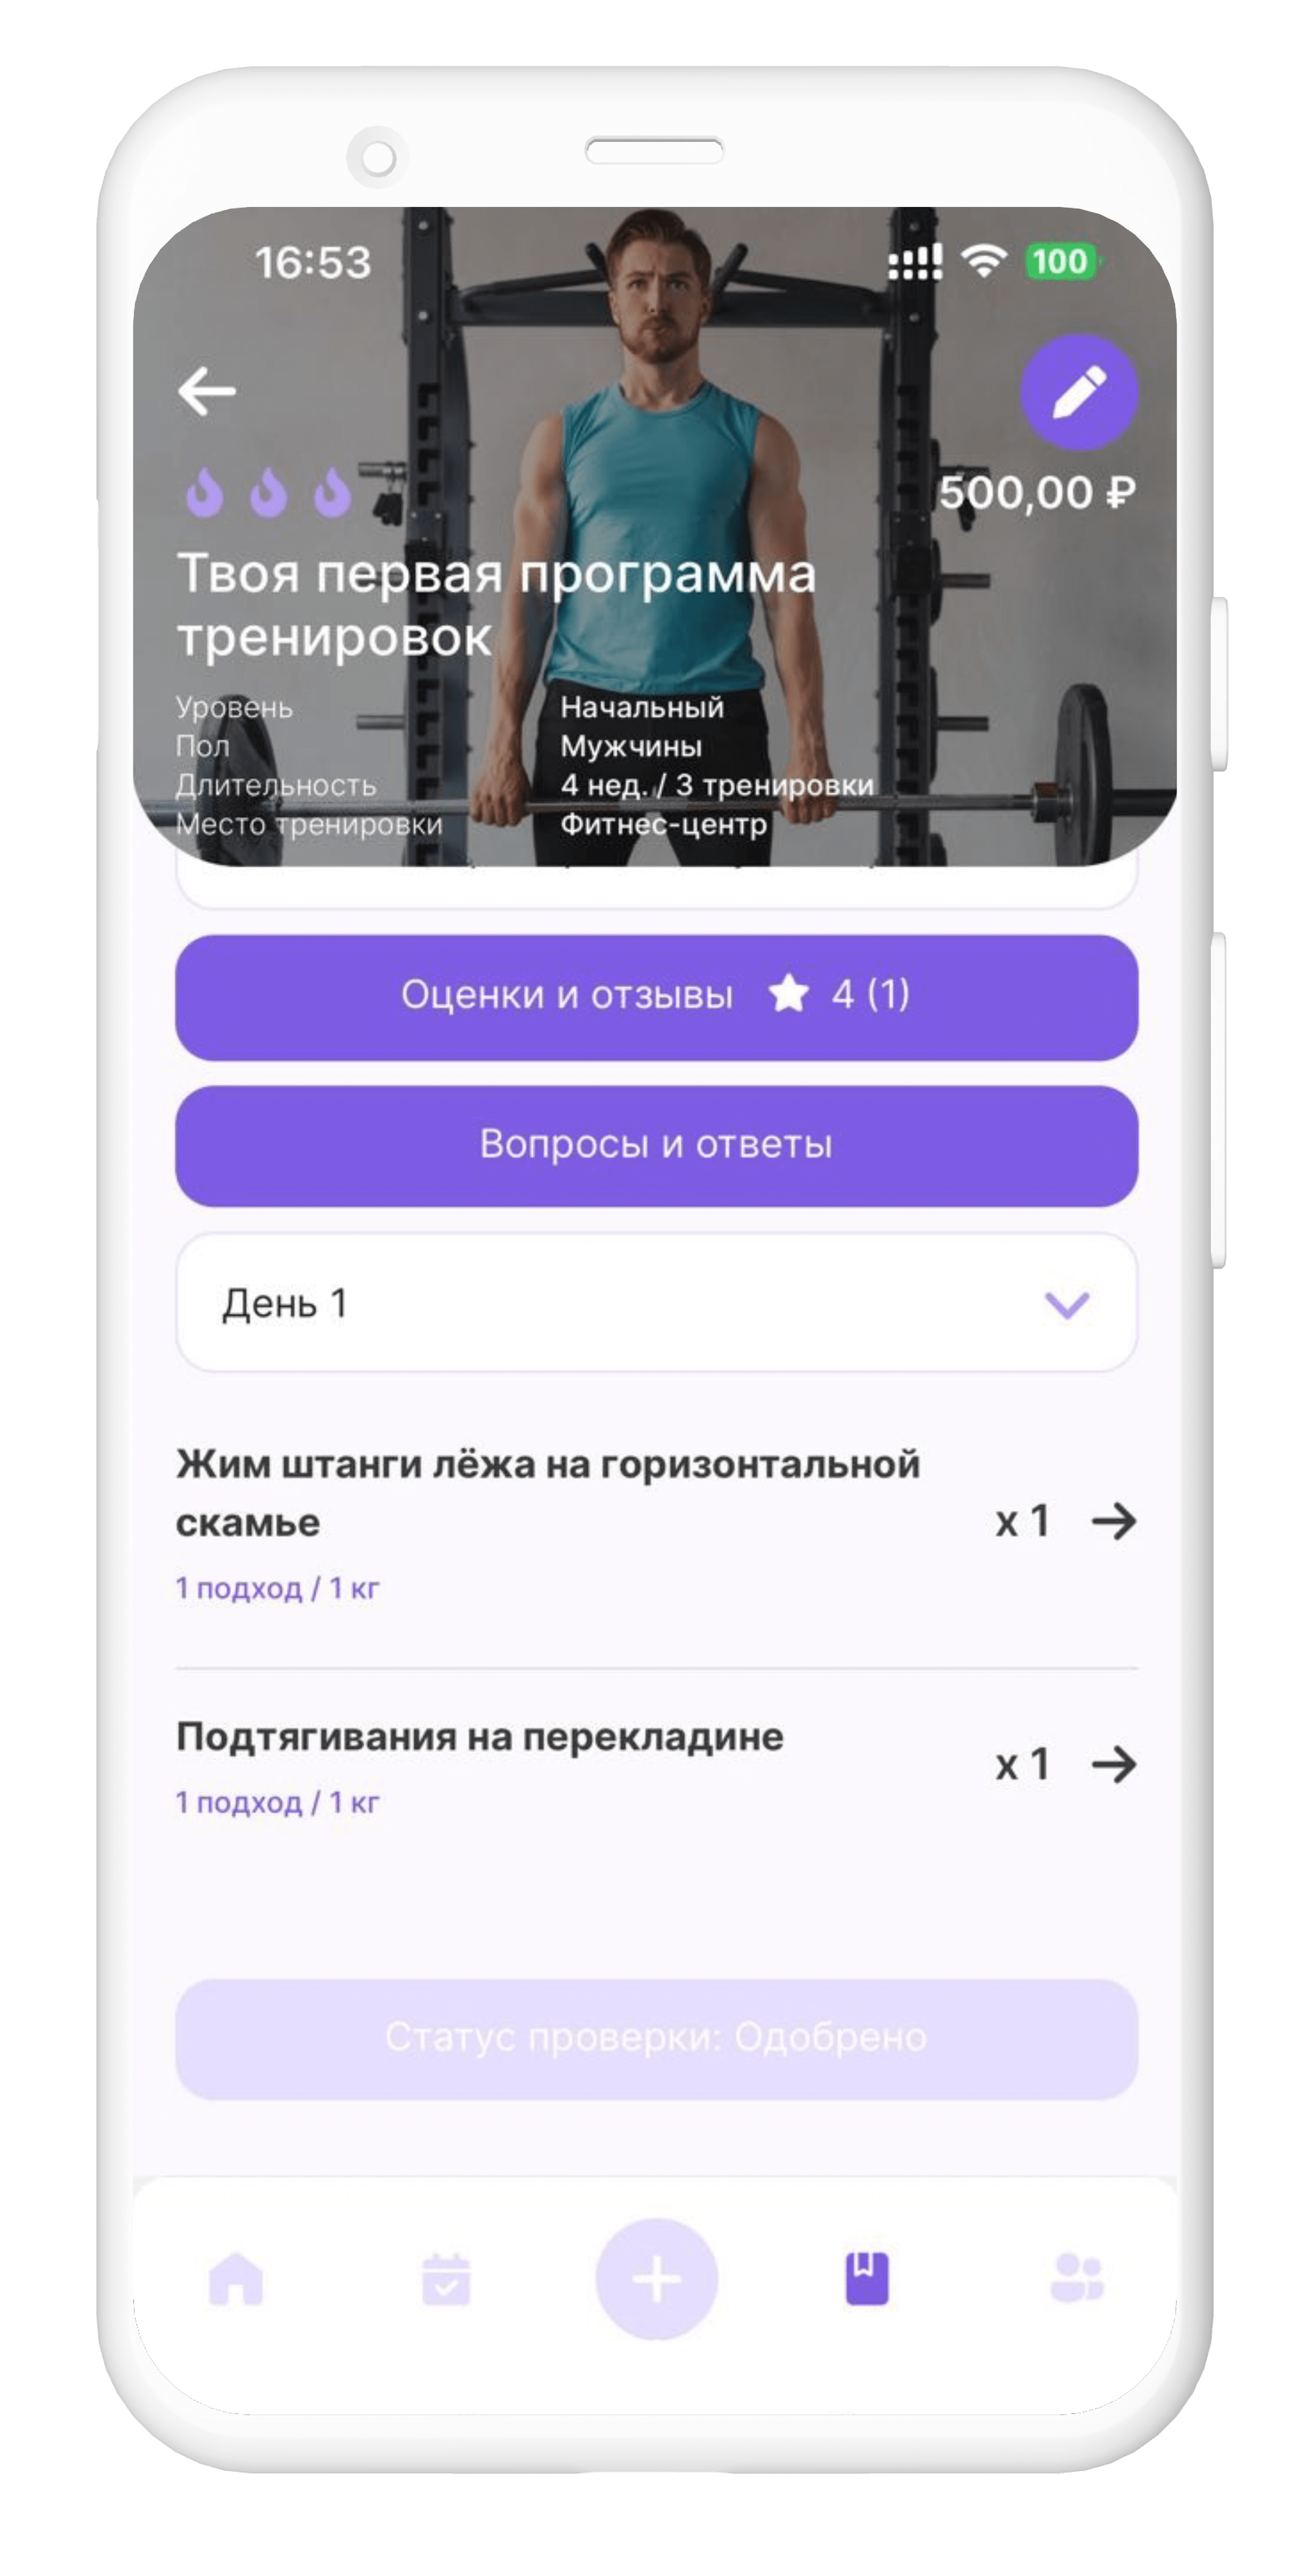 16:53
100
500,00 ₽
Твоя первая программа
тренировок
Уровень Начальный
Пол Мужчины
Длительность 4 нед. / 3 тренировки
Место тренировки Фитнес-центр
Оценки и отзывы 4 (1)
Вопросы и ответы
День 1
Жим штанги лёжа на горизонтальной
скамье
x 1
1 подход / 1 кг
Подтягивания на перекладине
x 1
1 подход / 1 кг
Статус проверки: Одобрено